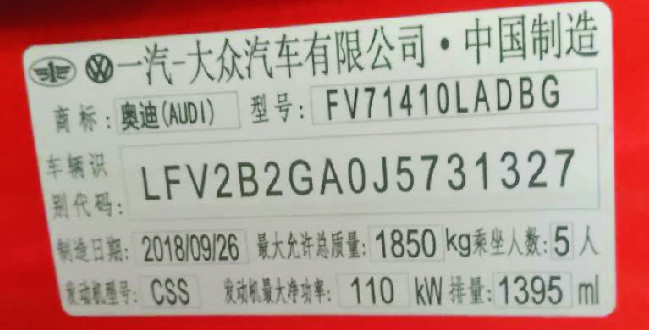 一汽-大众汽车有限公司·中国制造
商标: 奥迪(AUDI) 型号: FV71410LADBG
车辆识别代码: LFV2B2GA0J5731327
制造日期: 2018/09/26 最大允许总质量: 1850 kg 乘坐人数: 5 人
发动机型号: CSS 发动机最大净功率: 110 kW 排量: 1395 ml